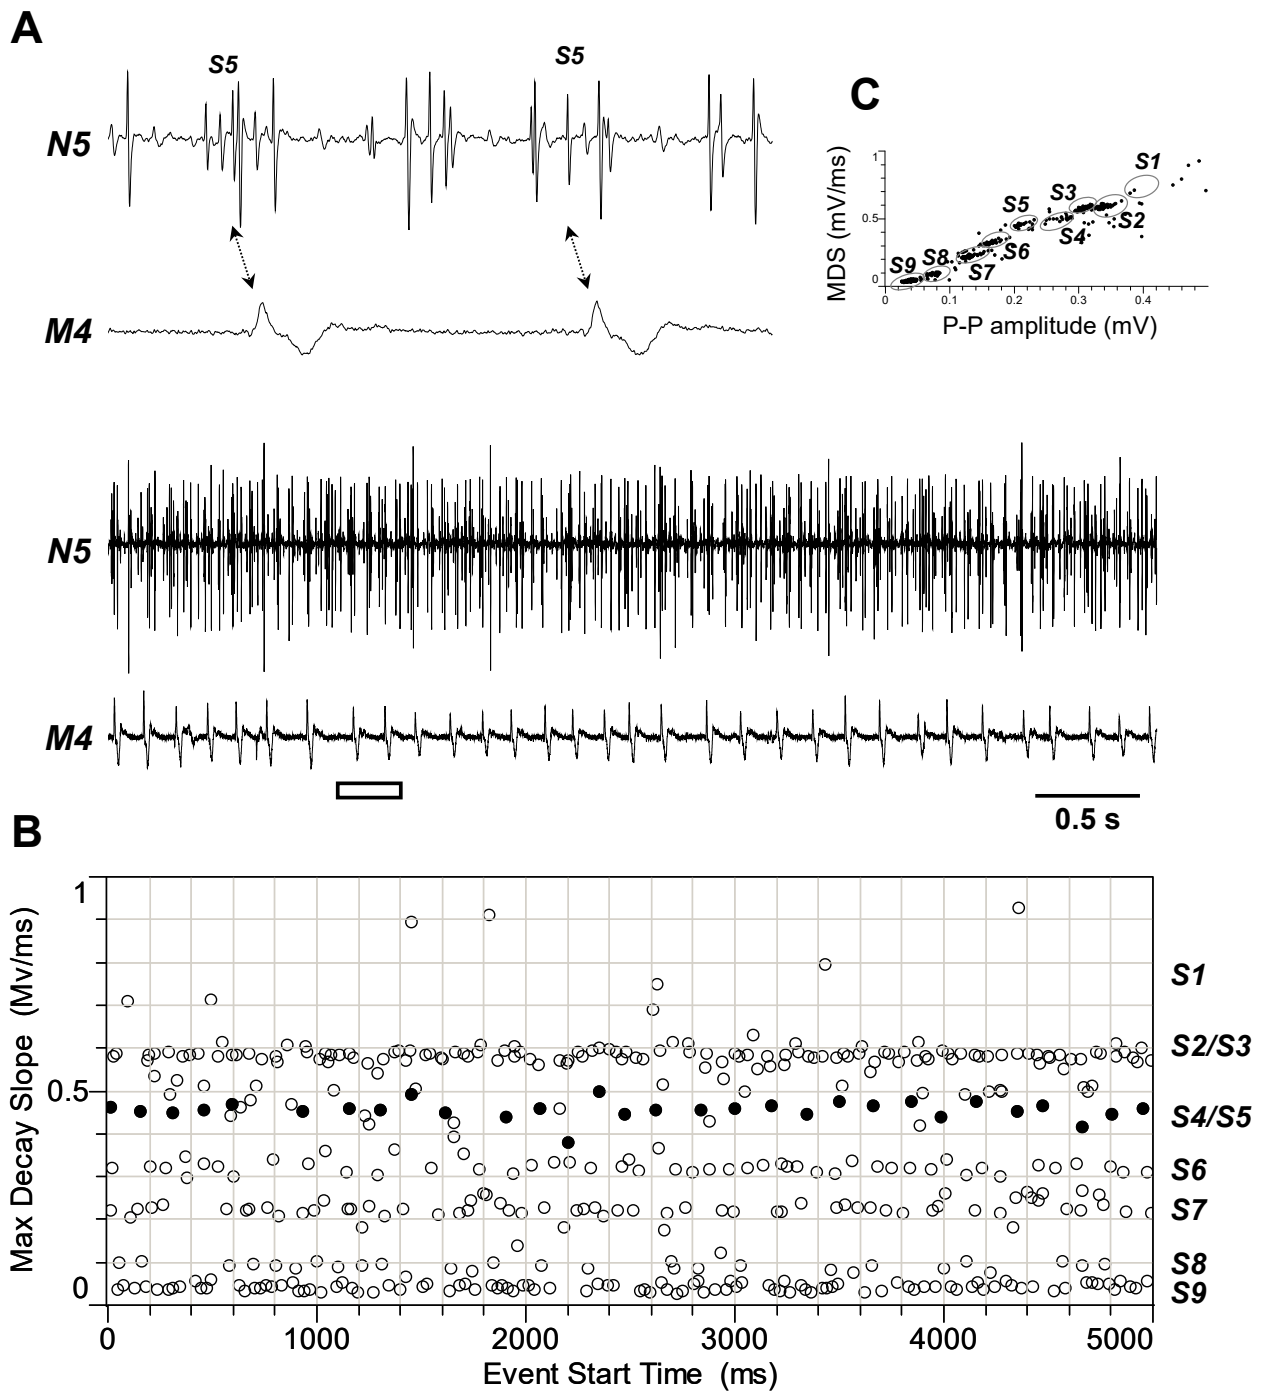 A
S5
S5
N5
M4
C
MDS (mV/ms)
1
0.5
0
S1
S3
S5
S2
S4
S6
S8
S9
S7
0
0.1
0.2
0.3
0.4
P-P amplitude (mV)
N5
M4
0.5 s
B
Max Decay Slope (Mv/ms)
1
0.5
0
S1
S2/S3
S4/S5
S6
S7
S8
S9
0
1000
2000
3000
4000
5000
Event Start Time (ms)